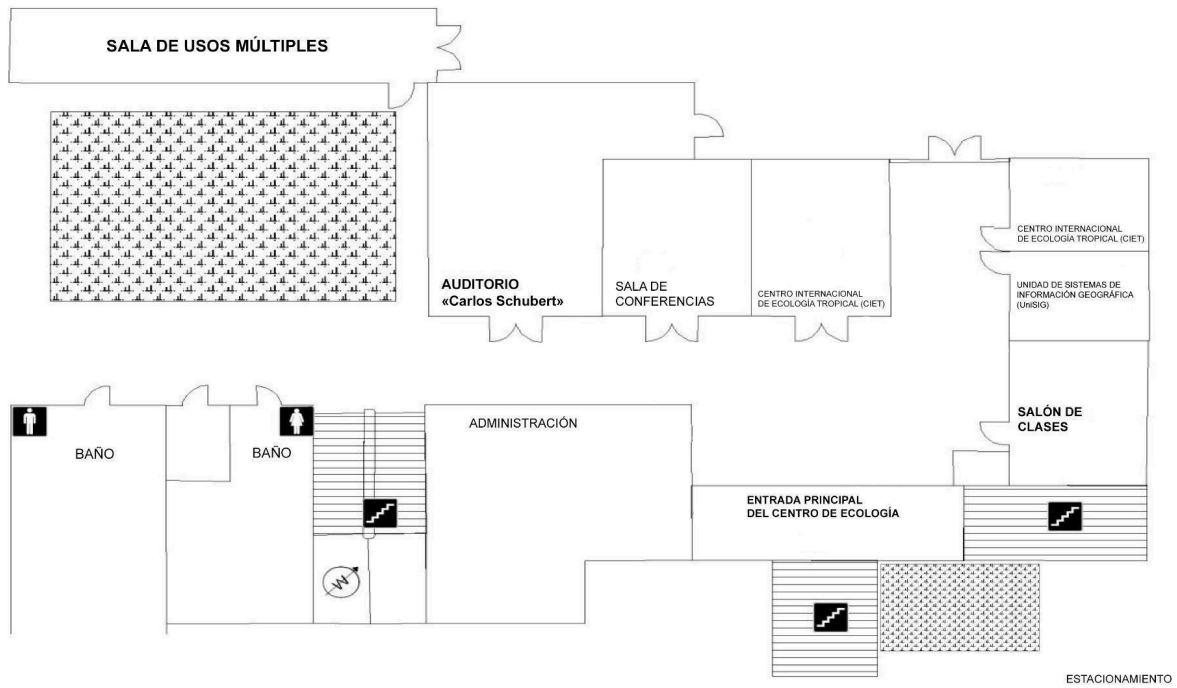 SALA DE USOS MÚLTIPLES
AUDITORIO
«Carlos Schubert»
SALA DE
CONFERENCIAS
CENTRO INTERNACIONAL
DE ECOLOGÍA TROPICAL (CIET)
CENTRO INTERNACIONAL
DE ECOLOGÍA TROPICAL (CIET)
UNIDAD DE SISTEMAS DE
INFORMACIÓN GEOGRÁFICA
(UniSIG)
SALÓN DE
CLASES
BAÑO
BAÑO
ADMINISTRACIÓN
ENTRADA PRINCIPAL
DEL CENTRO DE ECOLOGÍA
ESTACIONAMIENTO